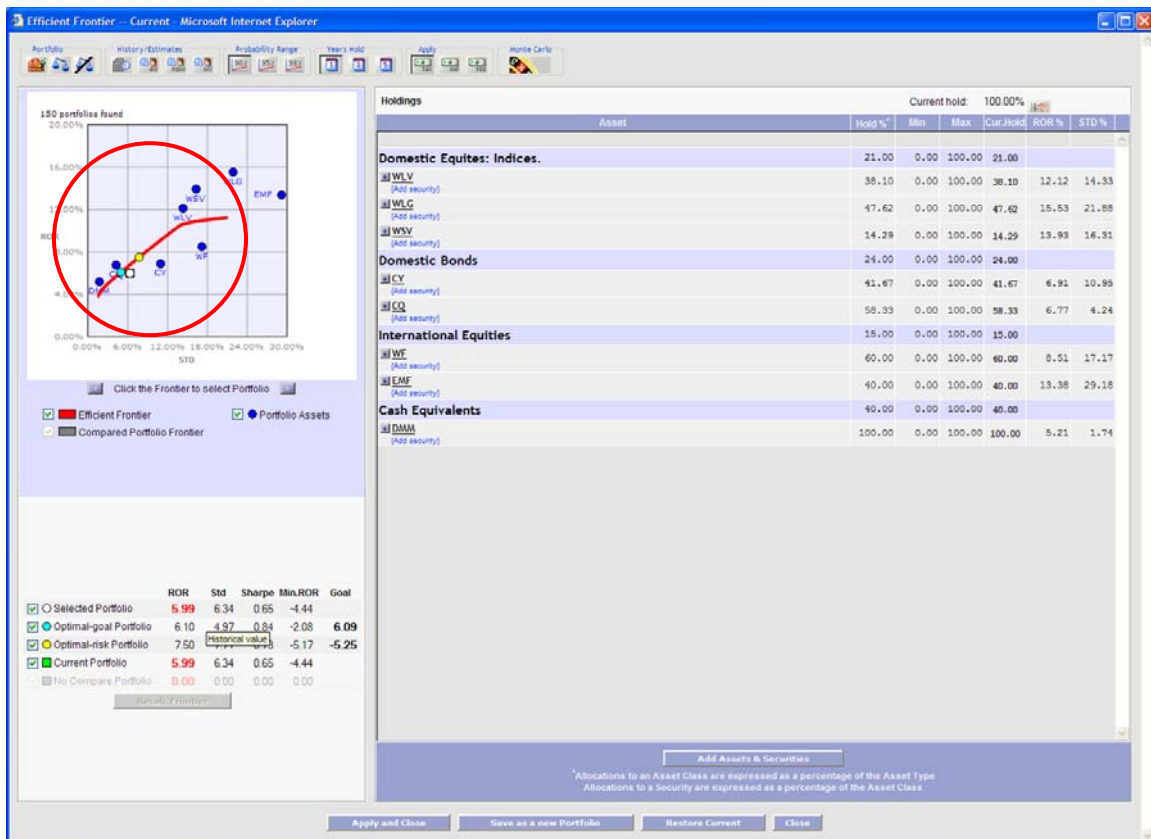 Efficient Frontier -- Current - Microsoft Internet Explorer
Portfolio History/Estimates Probability Range Years Hold Apply Monte Carlo
Holdings Current hold: 100.00%
Asset Hold %* Min Max Cur.Hold ROR % STD %
150 portfolios found
20.00%
16.00%
12.00%
8.00%
4.00%
0.00%
ROR
WSV
EMF
WLV
WF
CY
DMM
0.00% 6.00% 12.00% 18.00% 24.00% 30.00%
STD
Click the Frontier to select Portfolio
Efficient Frontier Portfolio Assets
Compared Portfolio Frontier
Domestic Equites: Indices. 21.00 0.00 100.00 21.00
WLV 38.10 0.00 100.00 38.10 12.12 14.33
[Add security]
WLG 47.62 0.00 100.00 47.62 15.53 21.88
[Add security]
WSV 14.29 0.00 100.00 14.29 13.93 16.31
[Add security]
Domestic Bonds 24.00 0.00 100.00 24.00
CY 41.67 0.00 100.00 41.67 6.91 10.95
[Add security]
CQ 58.33 0.00 100.00 58.33 6.77 4.24
[Add security]
International Equities 15.00 0.00 100.00 15.00
WF 60.00 0.00 100.00 60.00 8.51 17.17
[Add security]
EMF 40.00 0.00 100.00 40.00 13.38 29.18
[Add security]
Cash Equivalents 40.00 0.00 100.00 40.00
DMM 100.00 0.00 100.00 100.00 5.21 1.74
[Add security]
ROR Std Sharpe Min.ROR Goal
Selected Portfolio 5.99 6.34 0.65 -4.44
Optimal-goal Portfolio 6.10 4.97 0.84 -2.08 6.09
Optimal-risk Portfolio 7.50 -5.17 -5.25
Historical value
Current Portfolio 5.99 6.34 0.65 -4.44
No Compare Portfolio 0.00 0.00 0.00 0.00
Recalc Frontier
Add Assets & Securities
*Allocations to an Asset Class are expressed as a percentage of the Asset Type
Allocations to a Security are expressed as a percentage of the Asset Class
Apply and Close Save as a new Portfolio Restore Current Close